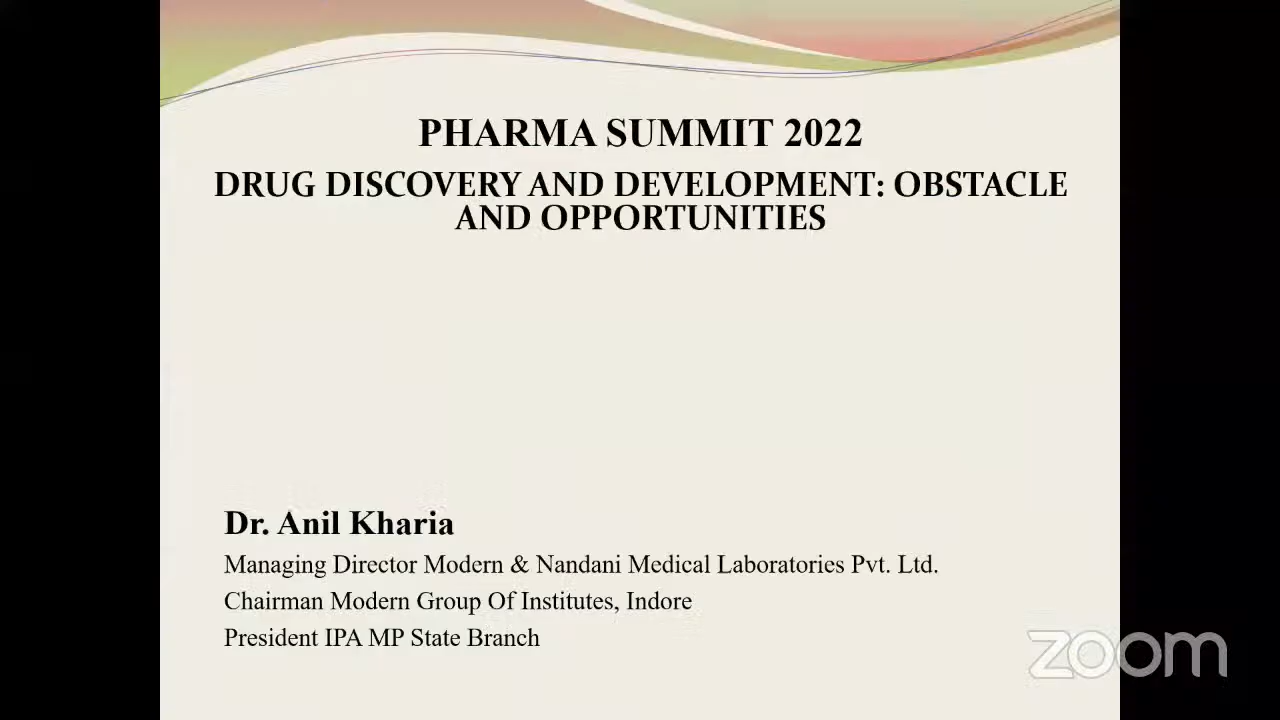 PHARMA SUMMIT 2022
DRUG DISCOVERY AND DEVELOPMENT: OBSTACLE
AND OPPORTUNITIES
Dr. Anil Kharia
Managing Director Modern & Nandani Medical Laboratories Pvt. Ltd.
Chairman Modern Group Of Institutes, Indore
President IPA MP State Branch
zoom